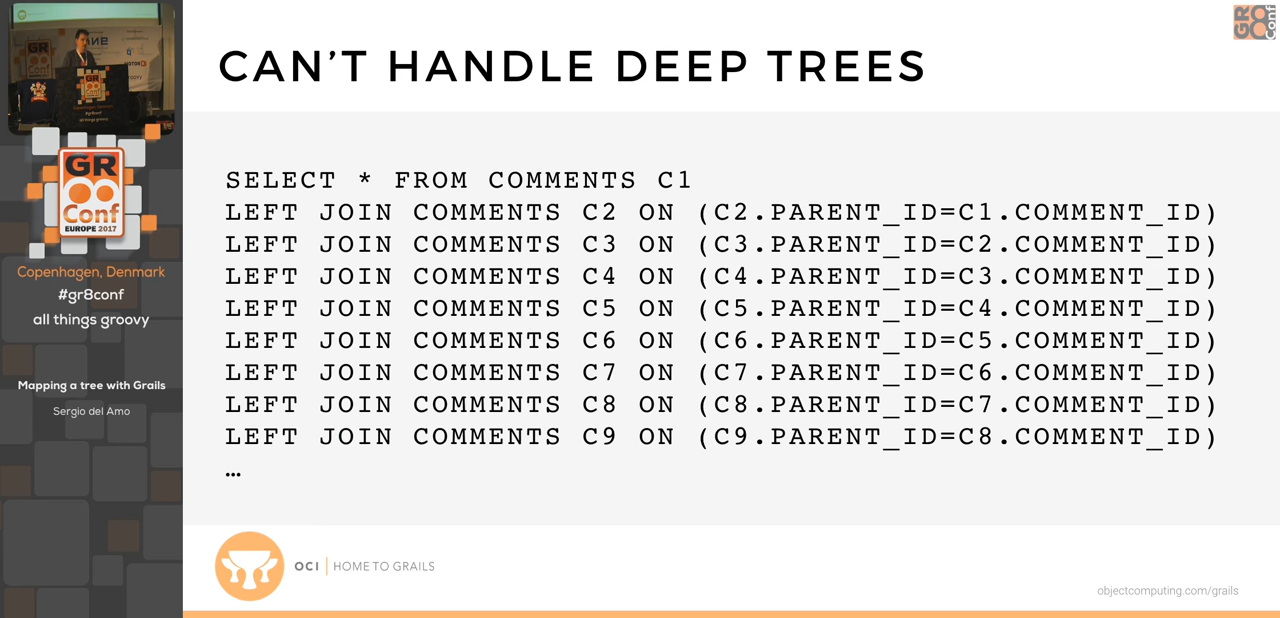 CAN'T HANDLE DEEP TREES
SELECT * FROM COMMENTS C1
LEFT JOIN COMMENTS C2 ON (C2.PARENT_ID=C1.COMMENT_ID)
LEFT JOIN COMMENTS C3 ON (C3.PARENT_ID=C2.COMMENT_ID)
LEFT JOIN COMMENTS C4 ON (C4.PARENT_ID=C3.COMMENT_ID)
LEFT JOIN COMMENTS C5 ON (C5.PARENT_ID=C4.COMMENT_ID)
LEFT JOIN COMMENTS C6 ON (C6.PARENT_ID=C5.COMMENT_ID)
LEFT JOIN COMMENTS C7 ON (C7.PARENT_ID=C6.COMMENT_ID)
LEFT JOIN COMMENTS C8 ON (C8.PARENT_ID=C7.COMMENT_ID)
LEFT JOIN COMMENTS C9 ON (C9.PARENT_ID=C8.COMMENT_ID)
…
OCI | HOME TO GRAILS
objectcomputing.com/grails
GR8 Conf
GR
Conf
EUROPE 2017
Copenhagen, Denmark
#gr8conf
all things groovy
Mapping a tree with Grails
Sergio del Amo